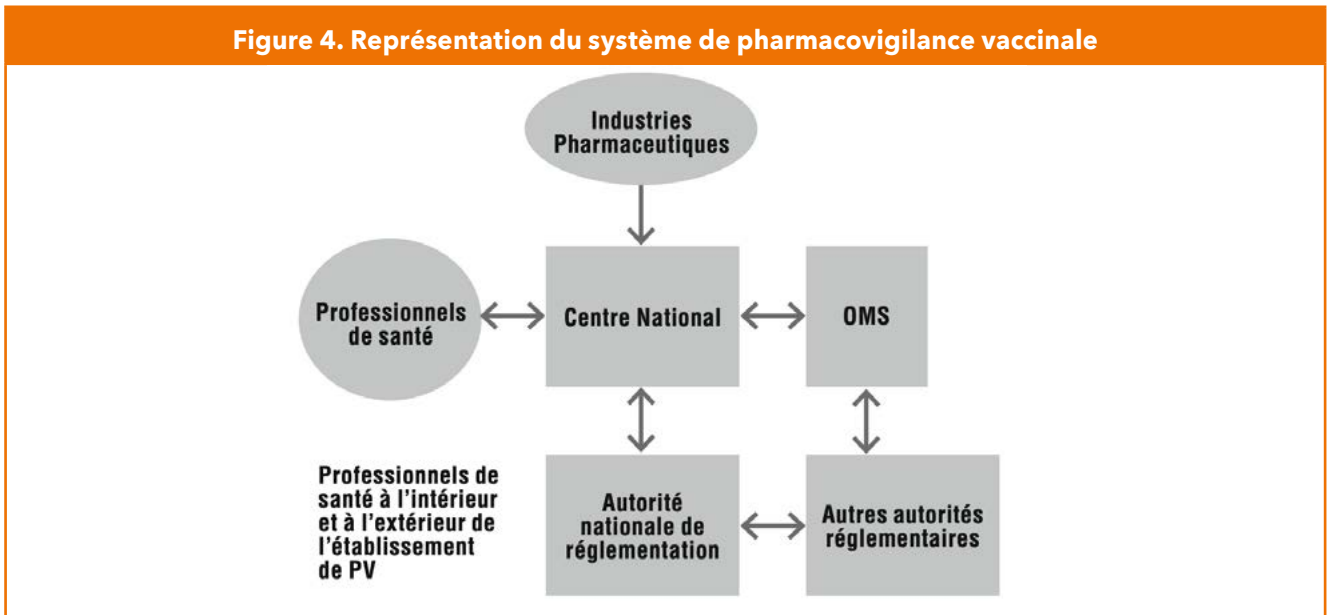 Figure 4. Représentation du système de pharmacovigilance vaccinale
Industries
Pharmaceutiques
Professionnels
de santé
Centre National
OMS
Professionnels de
santé à l'intérieur
et à l'extérieur de
l'établissement
de PV
Autorité
nationale de
réglementation
Autres autorités
réglementaires